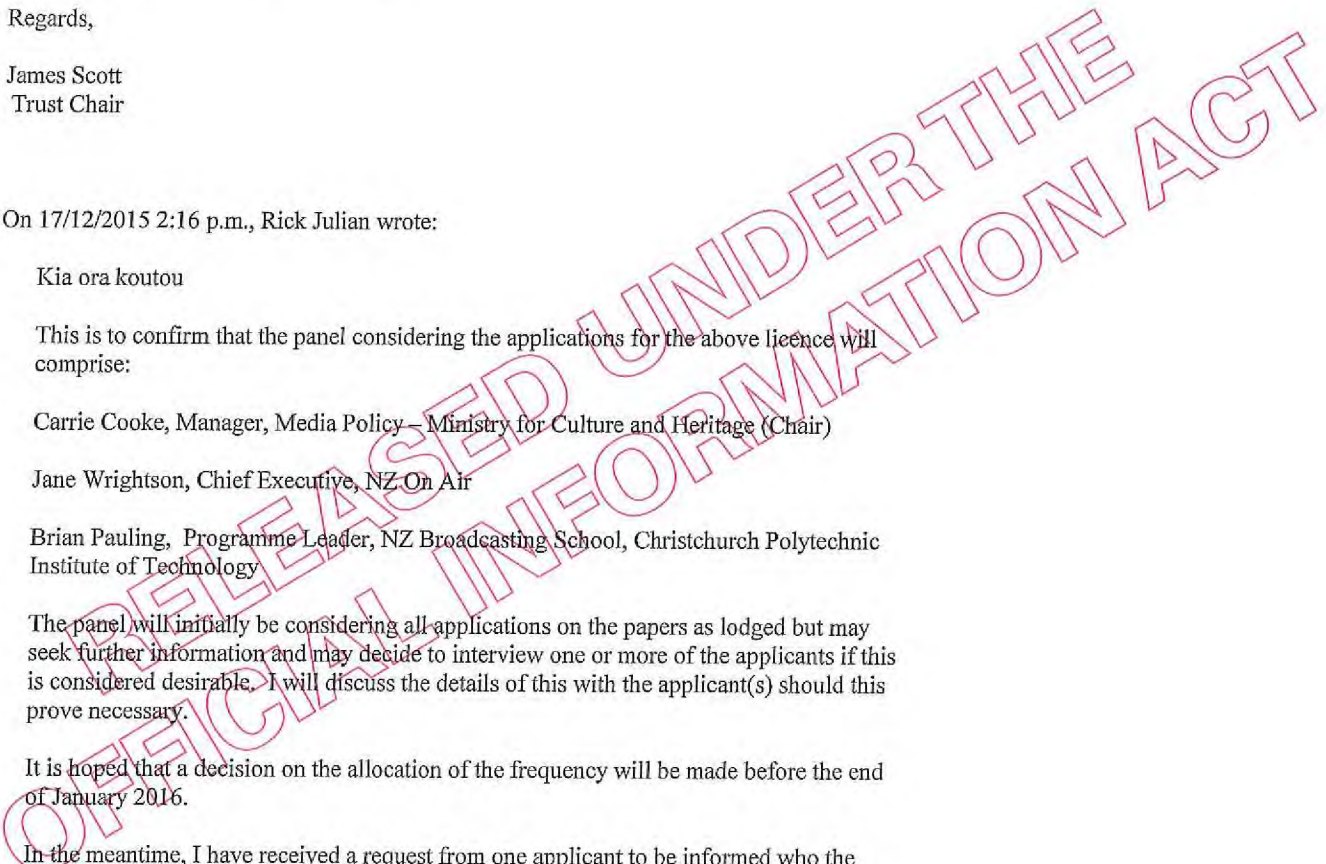 Regards,
James Scott
Trust Chair
On 17/12/2015 2:16 p.m., Rick Julian wrote:
Kia ora koutou
This is to confirm that the panel considering the applications for the above licence will
comprise:
Carrie Cooke, Manager, Media Policy – Ministry for Culture and Heritage (Chair)
Jane Wrightson, Chief Executive, NZ On Air
Brian Pauling, Programme Leader, NZ Broadcasting School, Christchurch Polytechnic
Institute of Technology
The panel will initially be considering all applications on the papers as lodged but may
seek further information and may decide to interview one or more of the applicants if this
is considered desirable. I will discuss the details of this with the applicant(s) should this
prove necessary.
It is hoped that a decision on the allocation of the frequency will be made before the end
of January 2016.
In the meantime, I have received a request from one applicant to be informed who the
RELEASED UNDER THE
OFFICIAL INFORMATION ACT